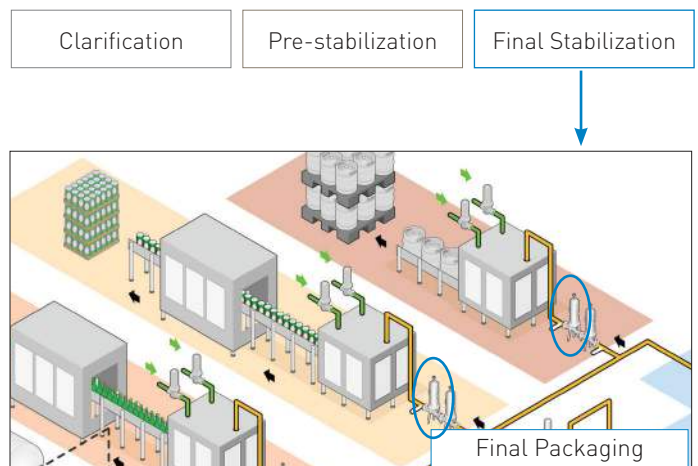 Clarification
Pre-stabilization
Final Stabilization
Final Packaging